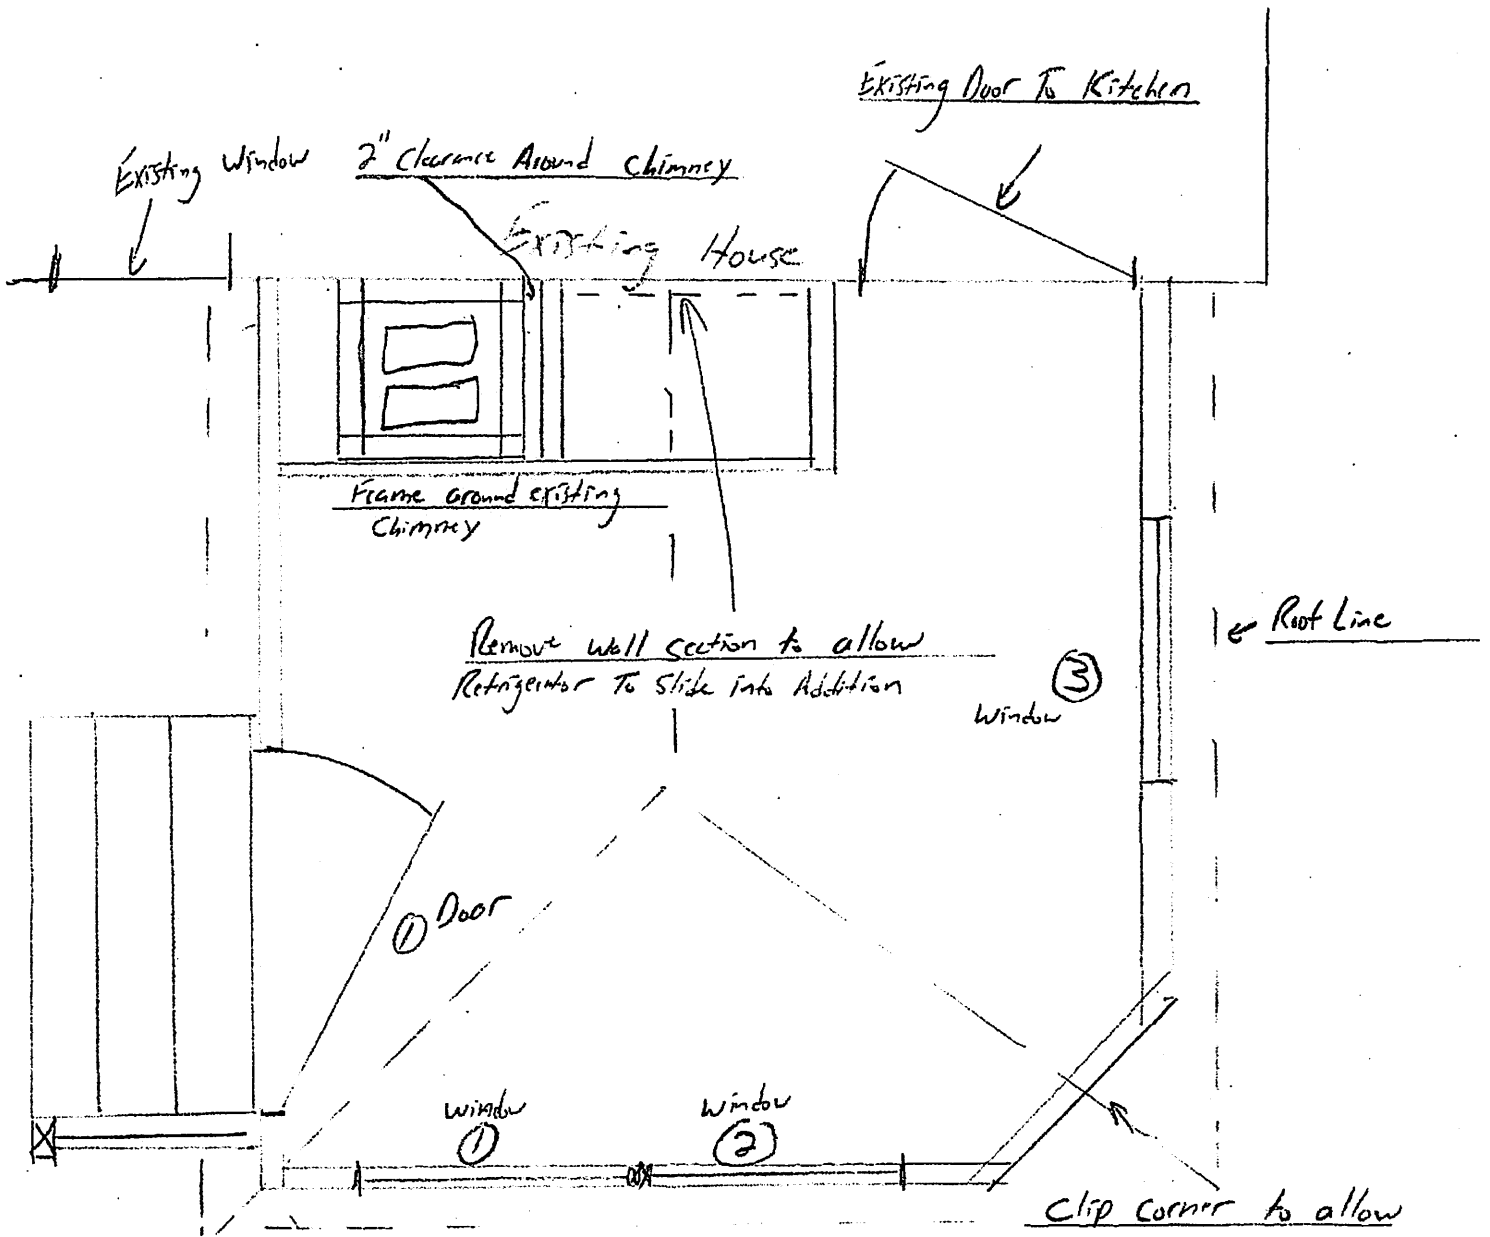 Existing Door To Kitchen
Existing Window
2" Clearance Around Chimney
Existing House
Frame around existing
Chimney
Remove Wall section to allow
Refrigerator To Slide into Addition
Roof Line
3
Window
1 Door
Window
1
Window
2
Clip corner to allow